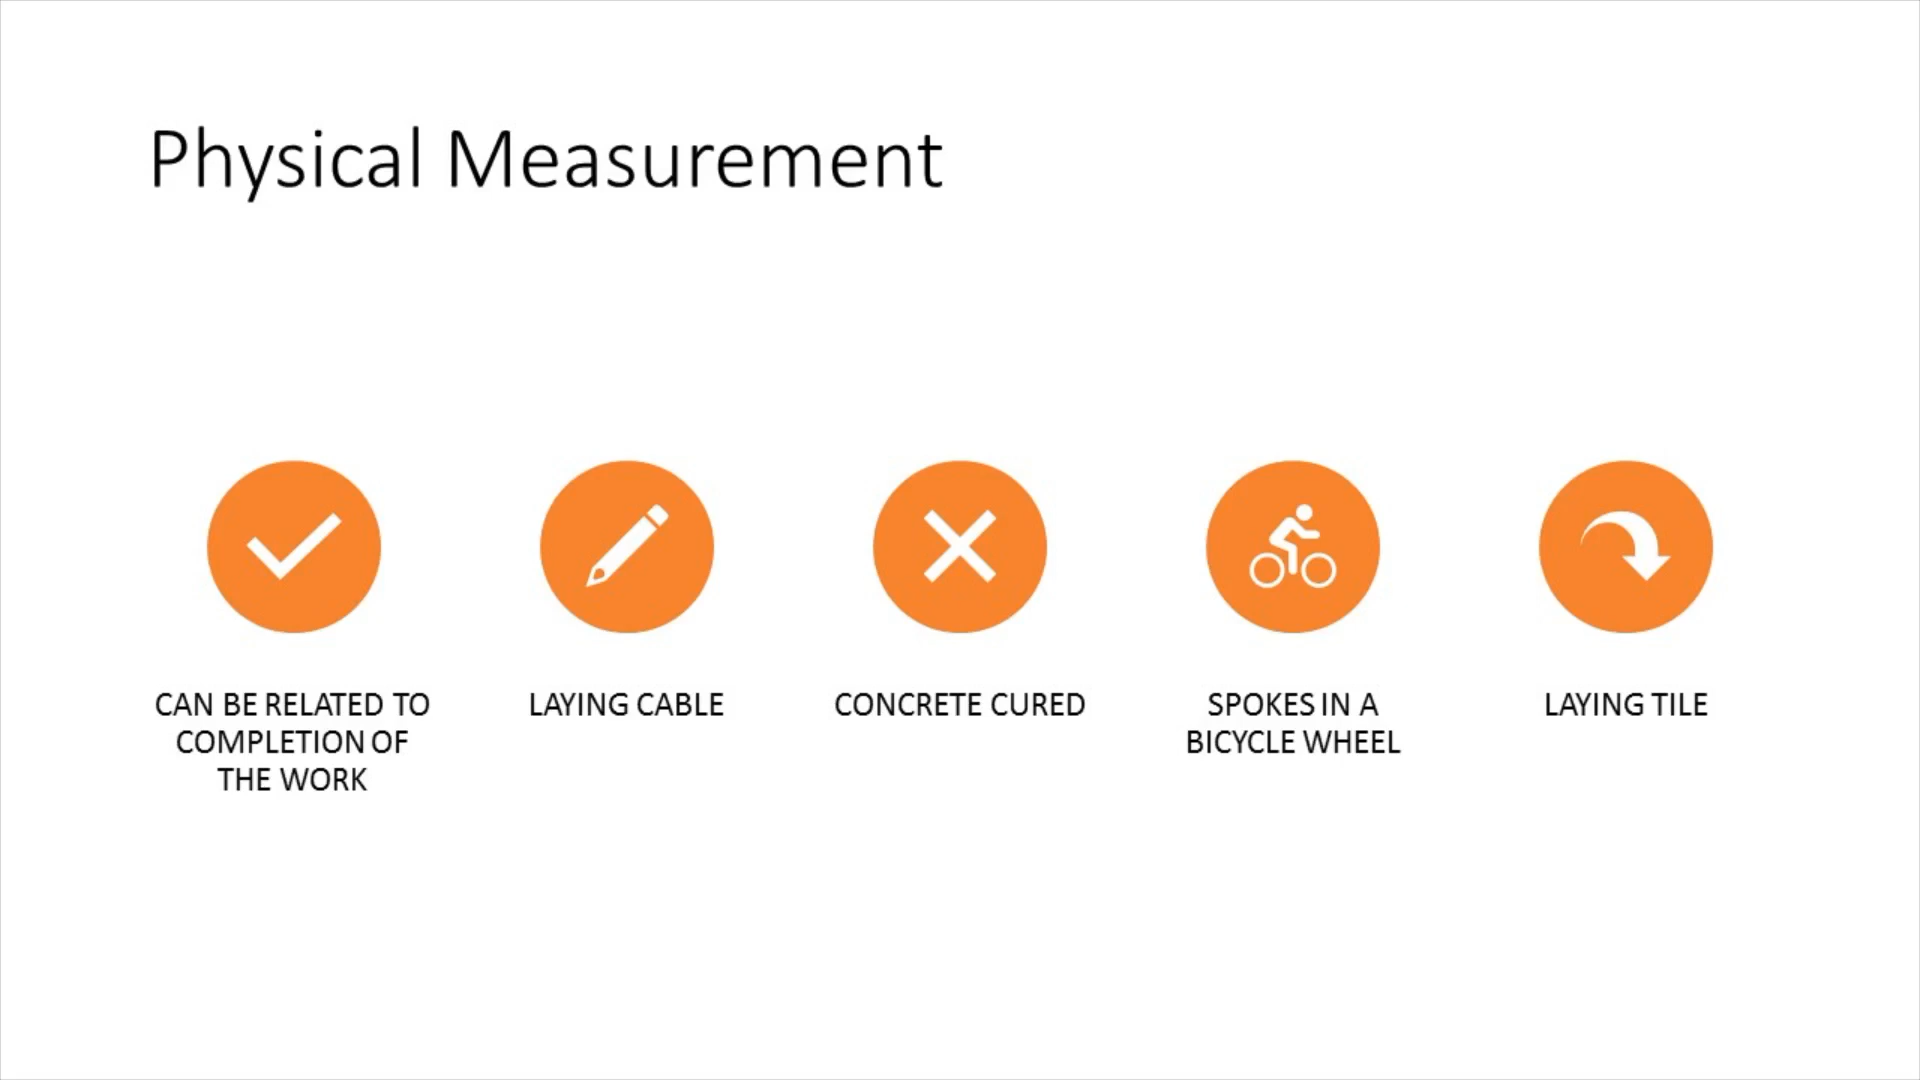 Physical Measurement
CAN BE RELATED TO
COMPLETION OF
THE WORK
LAYING CABLE
CONCRETE CURED
SPOKES IN A
BICYCLE WHEEL
LAYING TILE